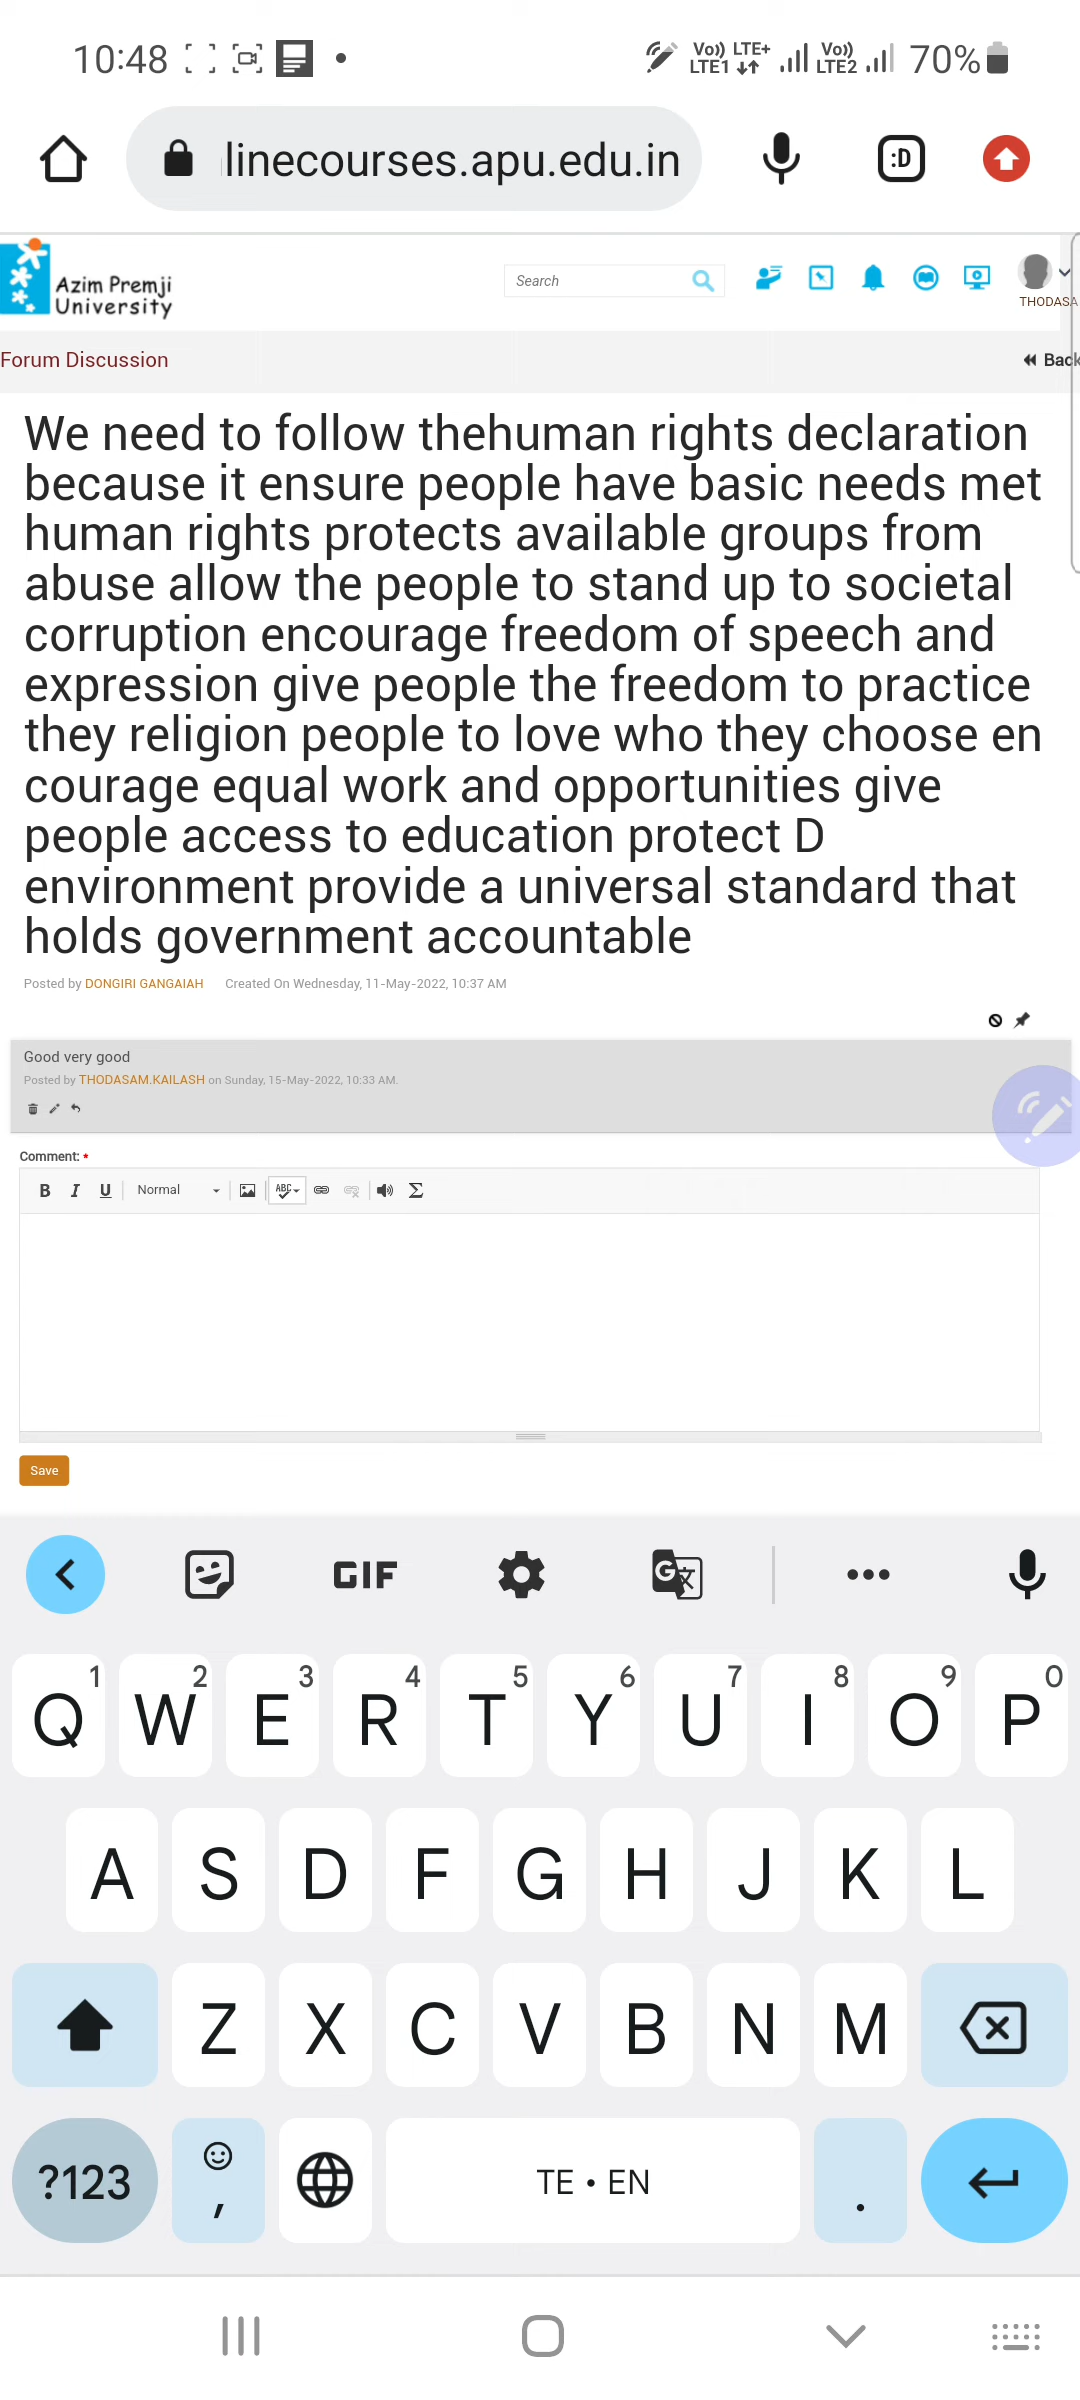 10:48 Vo)) LTE1 LTE+ Vo)) LTE2 70%
:D
linecourses.apu.edu.in
Azim Premji
University
Search
THODASA
Forum Discussion
Back
We need to follow thehuman rights declaration
because it ensure people have basic needs met
human rights protects available groups from
abuse allow the people to stand up to societal
corruption encourage freedom of speech and
expression give people the freedom to practice
they religion people to love who they choose en
courage equal work and opportunities give
people access to education protect D
environment provide a universal standard that
holds government accountable
Posted by DONGIRI GANGAIAH Created On Wednesday, 11-May-2022, 10:37 AM
Good very good
Posted by THODASAM.KAILASH on Sunday, 15-May-2022, 10:33 AM.
Comment: *
B I U Normal ABC Σ
Save
GIF G 文
Q 1 W 2 E 3 R 4 T 5 Y 6 U 7 I 8 O 9 P 0
A S D F G H J K L
Z X C V B N M
?123 , TE • EN .